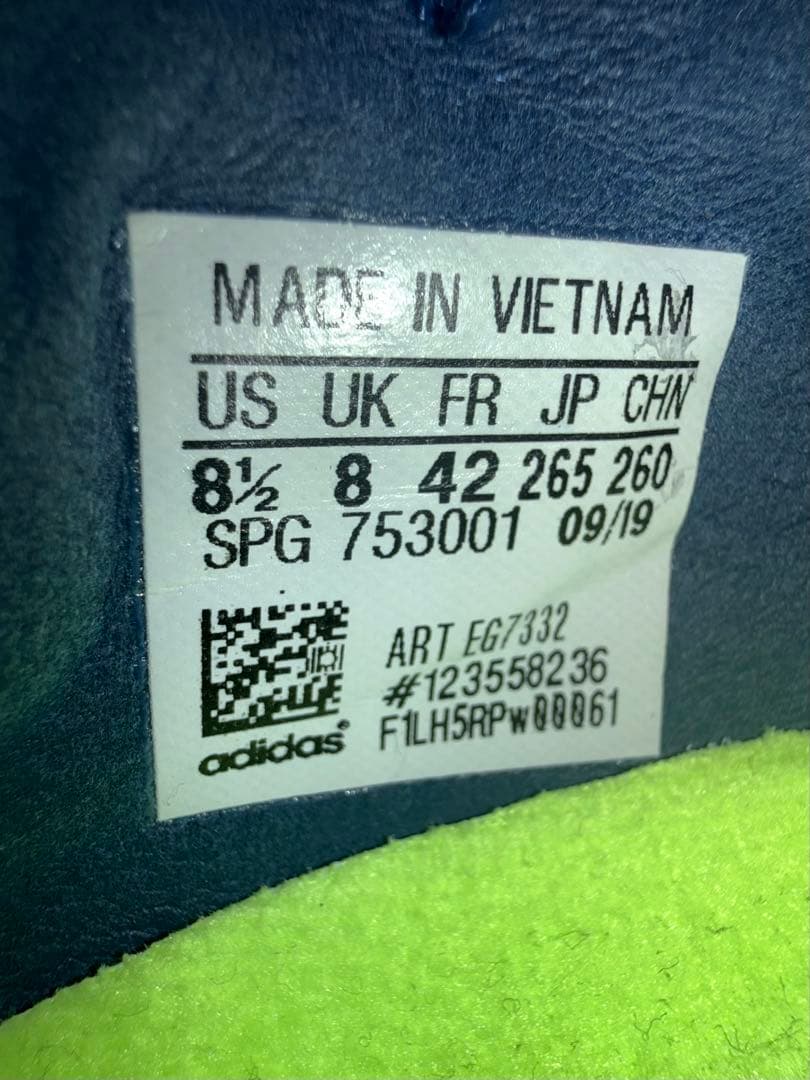 MADE IN VIETNAM
US UK FR JP CHN
8½ 8 42 265 260
SPG 753001 09/19
ART EG7332
#123558236
F1LH5RPW00061
adidas